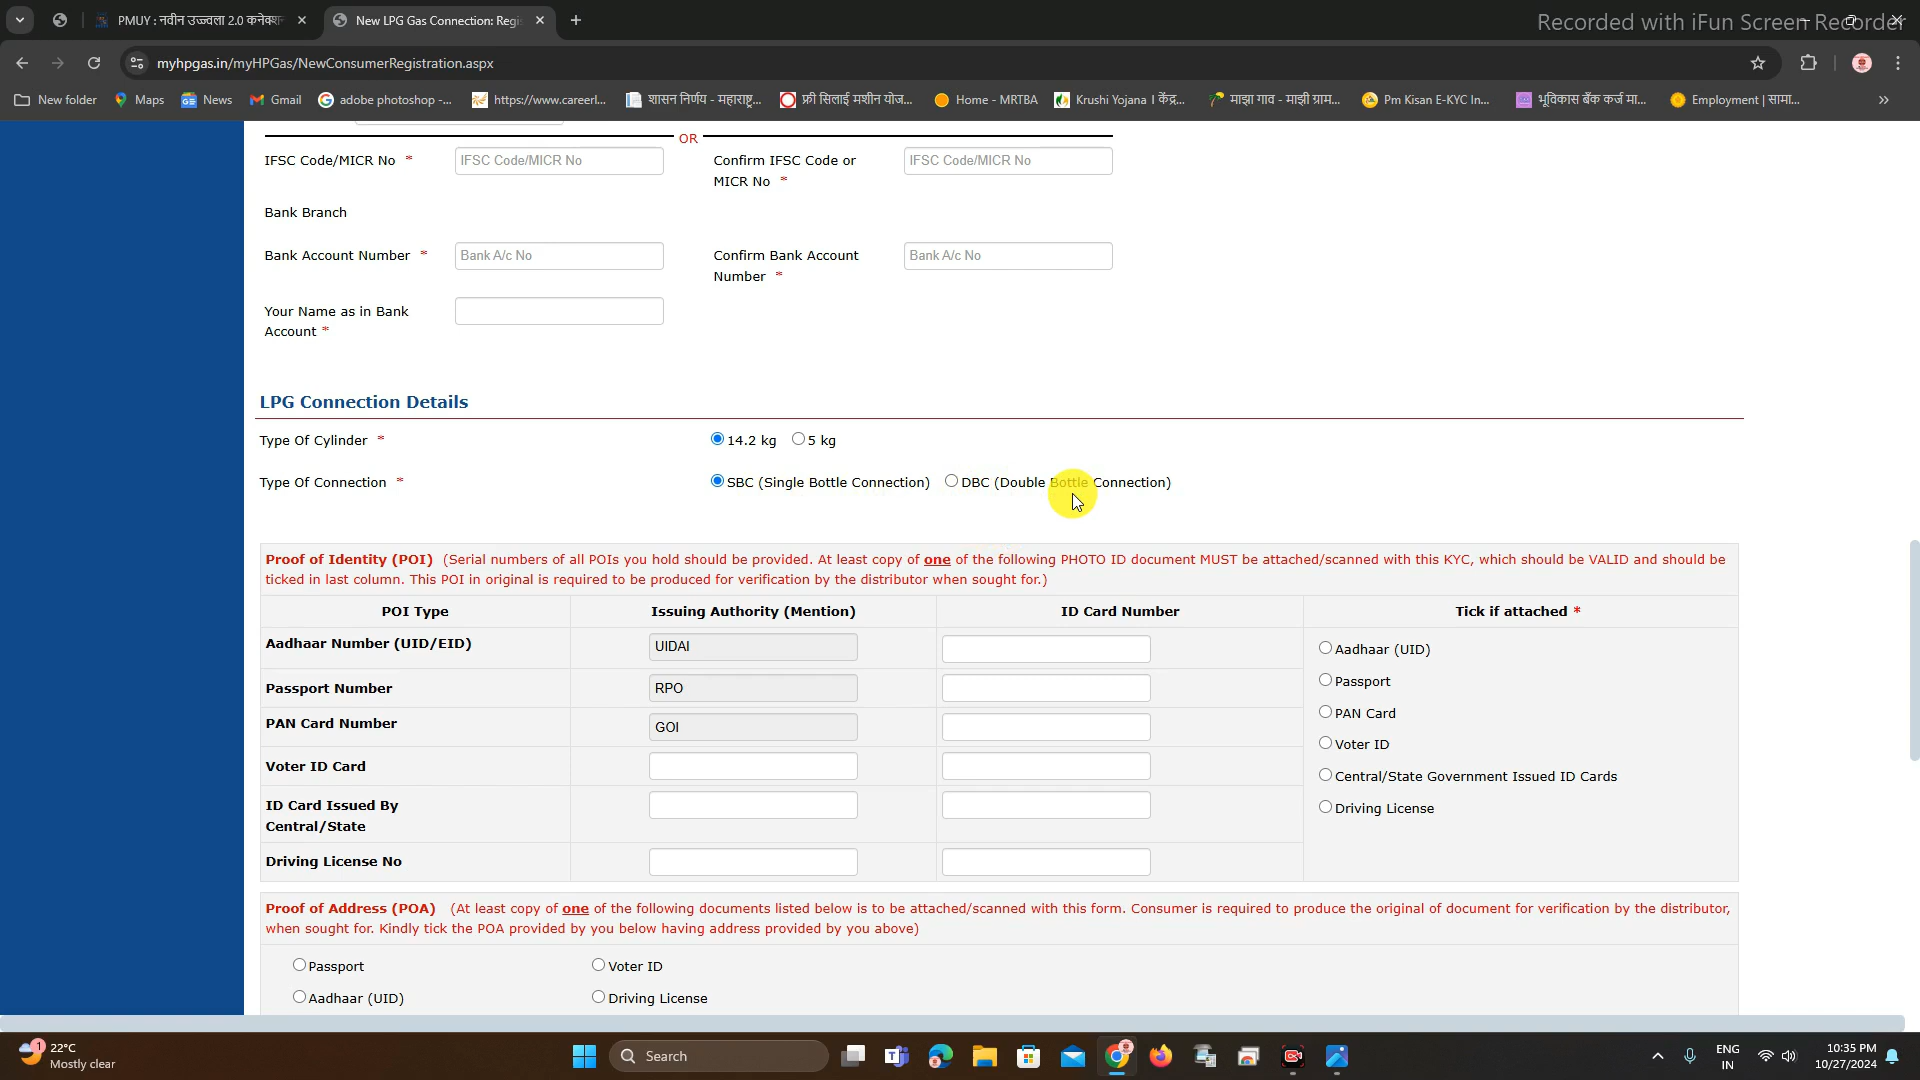 PMUY : नवीन उज्ज्वला 2.0 कनेक्शन
New LPG Gas Connection: Regis
Recorded with iFun Screen Recorder
myhpgas.in/myHPGas/NewConsumerRegistration.aspx
New folder
Maps
News
Gmail
adobe photoshop -...
https://www.careerl...
शासन निर्णय - महाराष्ट्र...
फ्री सिलाई मशीन योज...
Home - MRTBA
Krushi Yojana । केंद्र...
माझा गाव - माझी ग्राम...
Pm Kisan E-KYC In...
भूविकास बँक कर्ज मा...
Employment | सामा...
OR
IFSC Code/MICR No * IFSC Code/MICR No Confirm IFSC Code or IFSC Code/MICR No
MICR No *
Bank Branch
Bank Account Number * Bank A/c No Confirm Bank Account Bank A/c No
Number *
Your Name as in Bank
Account *
LPG Connection Details
Type Of Cylinder * 14.2 kg 5 kg
Type Of Connection * SBC (Single Bottle Connection) DBC (Double Bottle Connection)
Proof of Identity (POI) (Serial numbers of all POIs you hold should be provided. At least copy of one of the following PHOTO ID document MUST be attached/scanned with this KYC, which should be VALID and should be
ticked in last column. This POI in original is required to be produced for verification by the distributor when sought for.)
POI Type Issuing Authority (Mention) ID Card Number Tick if attached *
Aadhaar Number (UID/EID) UIDAI Aadhaar (UID)
Passport Number RPO Passport
PAN Card Number GOI PAN Card
Voter ID Card Voter ID
ID Card Issued By Central/State Government Issued ID Cards
Central/State Driving License
Driving License No
Proof of Address (POA) (At least copy of one of the following documents listed below is to be attached/scanned with this form. Consumer is required to produce the original of document for verification by the distributor,
when sought for. Kindly tick the POA provided by you below having address provided by you above)
Passport Voter ID
Aadhaar (UID) Driving License
1 22°C
Mostly clear
Search
ENG
IN
10:35 PM
10/27/2024